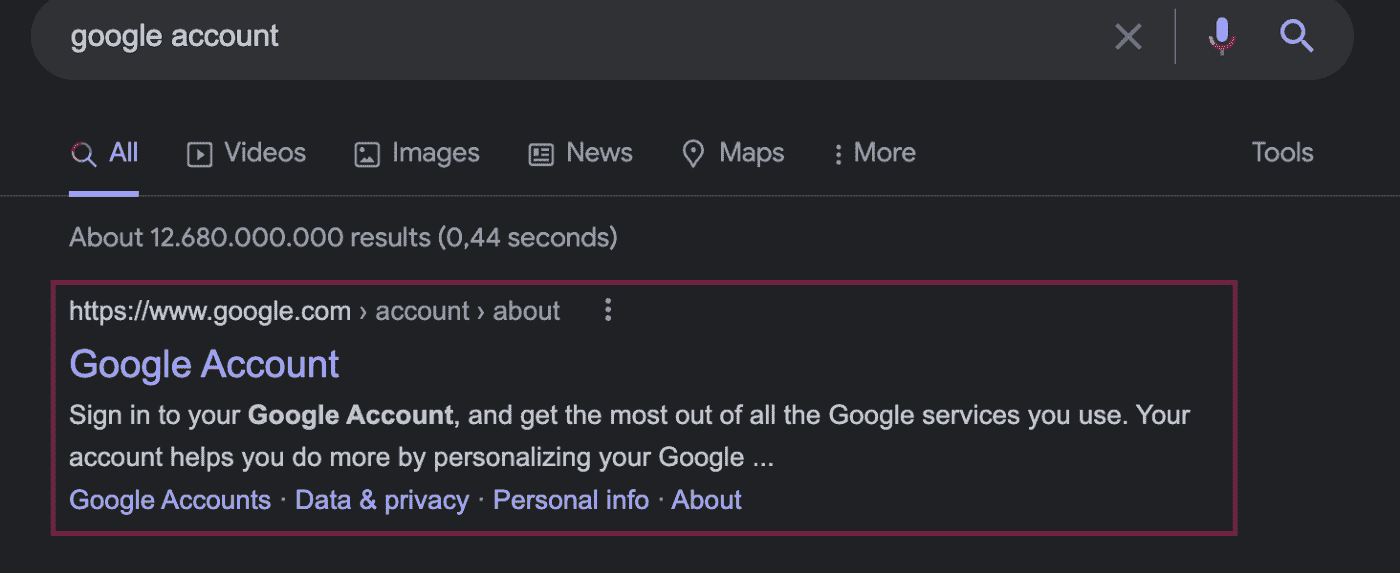 google account
All Videos Images News Maps More Tools
About 12.680.000.000 results (0,44 seconds)
https://www.google.com › account › about
Google Account
Sign in to your Google Account, and get the most out of all the Google services you use. Your
account helps you do more by personalizing your Google ...
Google Accounts · Data & privacy · Personal info · About